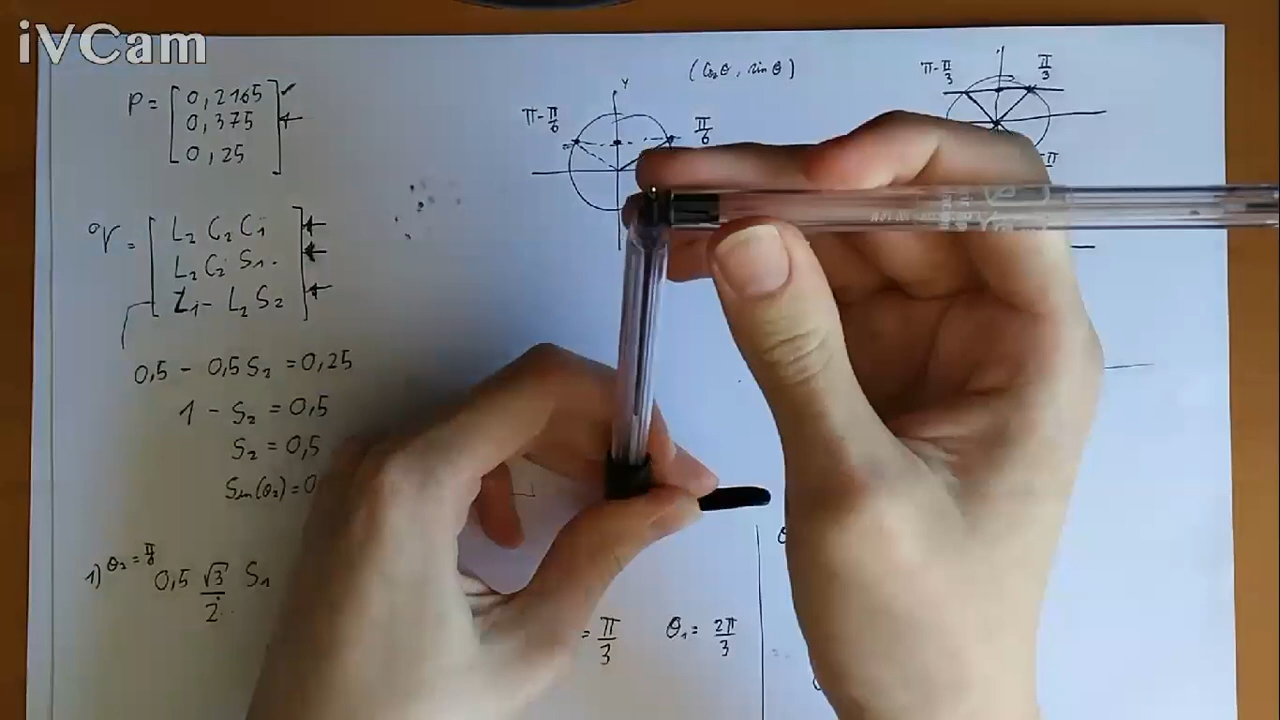 iVCam
P = [ 0,2165
0,375
0,25 ]
⁰r = [ L₂ C₂ C₁
L₂ C₂ S₁
L₁ - L₂ S₂ ]
0,5 - 0,5 S₂ = 0,25
1 - S₂ = 0,5
S₂ = 0,5
Sin(θ₂) = 0
1) θ₂ = π/6
0,5 √3/2 S₁
(Cos θ, sin θ)
Y
π - π/6
π/6
π - π/3
π/3
= π/3 θ₁ = 2π/3